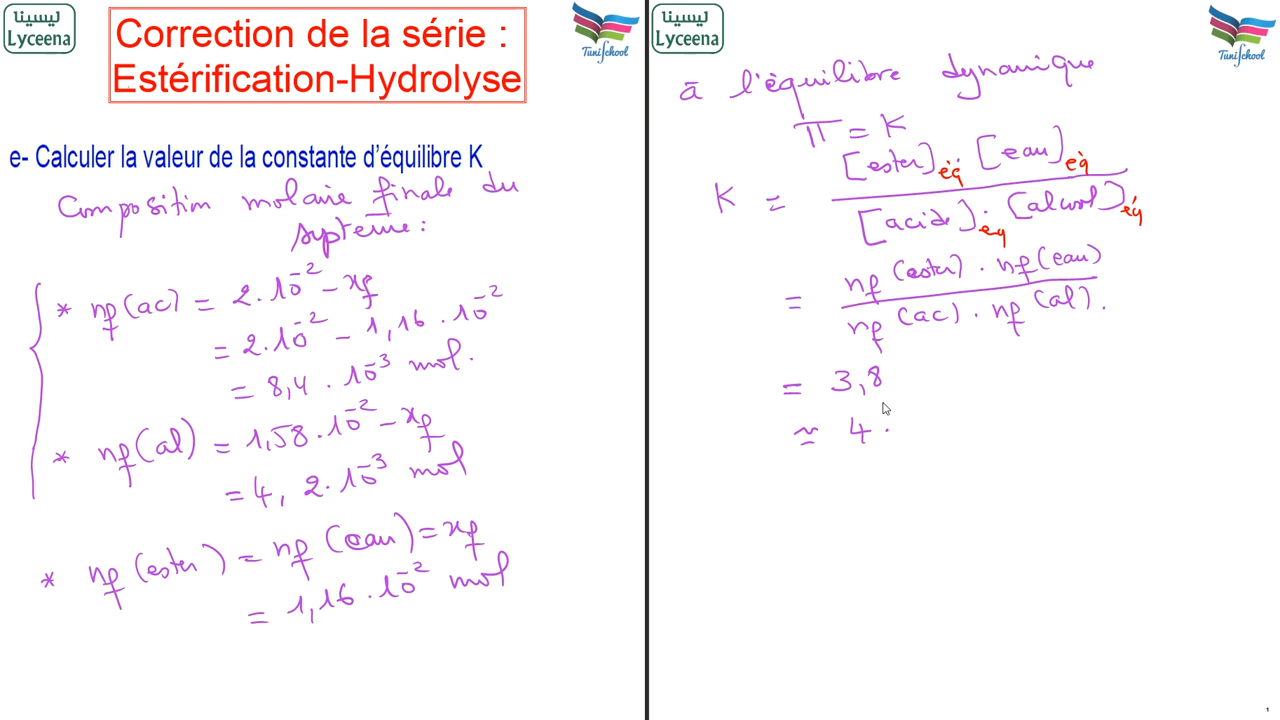 ليسينا
Lyceena
TuniSchool
Correction de la série :
Estérification-Hydrolyse
e- Calculer la valeur de la constante d'équilibre K
Composition molaire finale du
système :
* nf(ac) = 2.10⁻² - xf
= 2.10⁻² - 1,16.10⁻²
= 8,4.10⁻³ mol.
* nf(al) = 1,58.10⁻² - xf
= 4,2.10⁻³ mol
* nf(ester) = nf(eau) = xf
= 1,16.10⁻² mol
ليسينا
Lyceena
TuniSchool
à l'équilibre dynamique
π = K
K = [ester]éq [eau]éq
[acide]éq . [alcool]éq
= nf(ester) . nf(eau)
nf(ac) . nf(al).
= 3,8
≃ 4.
1